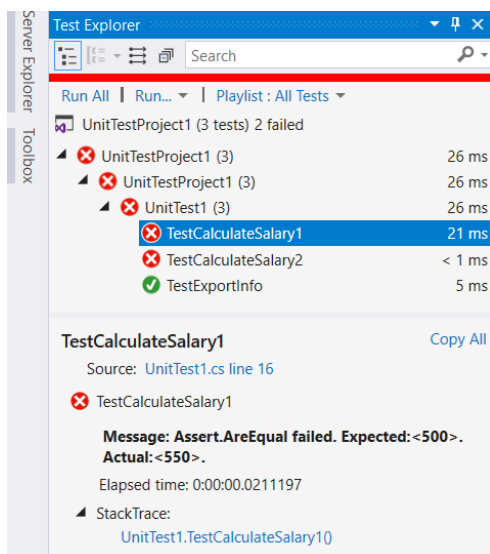 Server Explorer
Toolbox
Test Explorer
Search
Run All | Run... | Playlist : All Tests
UnitTestProject1 (3 tests) 2 failed
UnitTestProject1 (3) 26 ms
UnitTestProject1 (3) 26 ms
UnitTest1 (3) 26 ms
TestCalculateSalary1 21 ms
TestCalculateSalary2 < 1 ms
TestExportInfo 5 ms
TestCalculateSalary1 Copy All
Source: UnitTest1.cs line 16
TestCalculateSalary1
Message: Assert.AreEqual failed. Expected:<500>.
Actual:<550>.
Elapsed time: 0:00:00.0211197
StackTrace:
UnitTest1.TestCalculateSalary1()